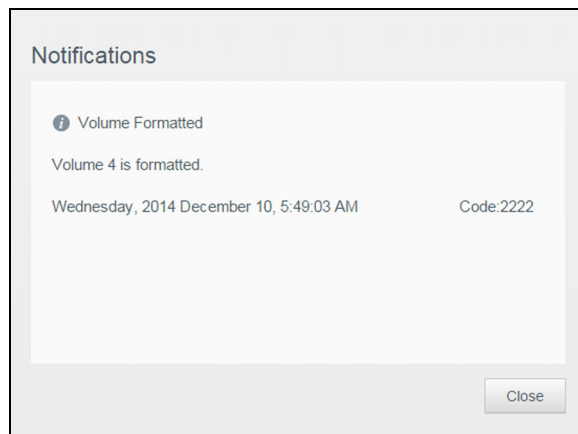 Notifications
Volume Formatted
Volume 4 is formatted.
Wednesday, 2014 December 10, 5:49:03 AM Code:2222
Close